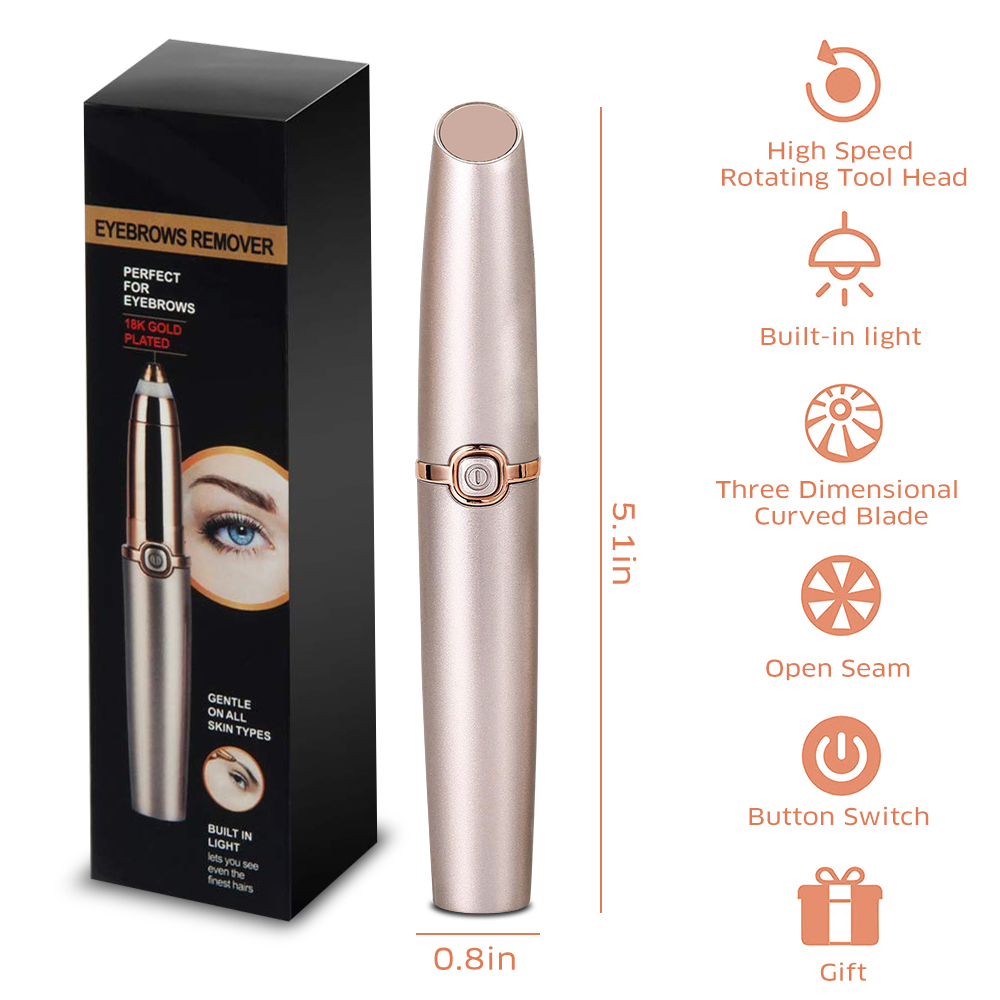 EYEBROWS REMOVER
PERFECT
FOR
EYEBROWS
18K GOLD
PLATED
GENTLE
ON ALL
SKIN TYPES
BUILT IN
LIGHT
lets you see
even the
finest hairs
5.1in
0.8in
High Speed
Rotating Tool Head
Built-in light
Three Dimensional
Curved Blade
Open Seam
Button Switch
Gift